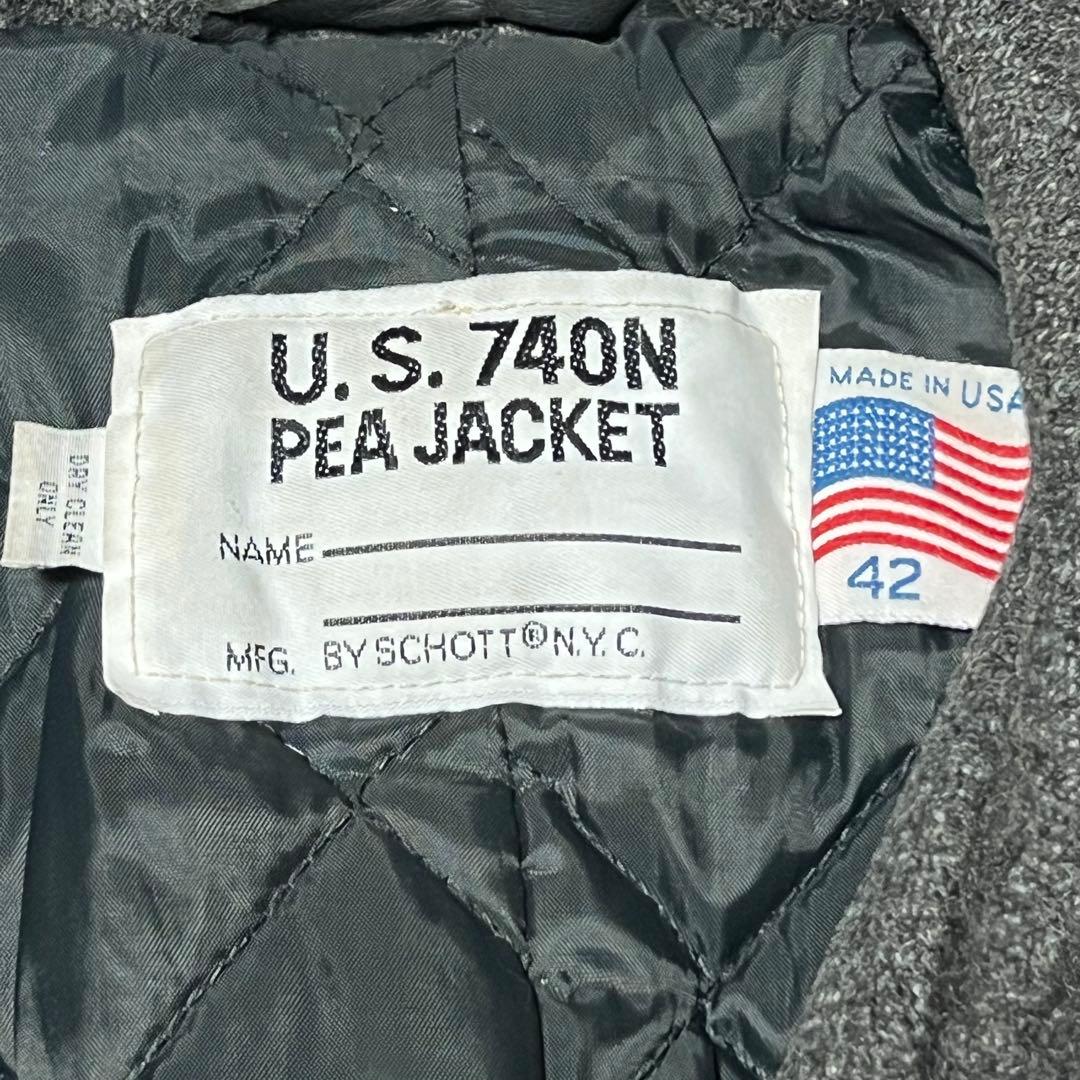 U. S. 740N
PEA JACKET
NAME
MFG. BY SCHOTT® N.Y. C.
MADE IN USA
42
DRY CLEAN
ONLY